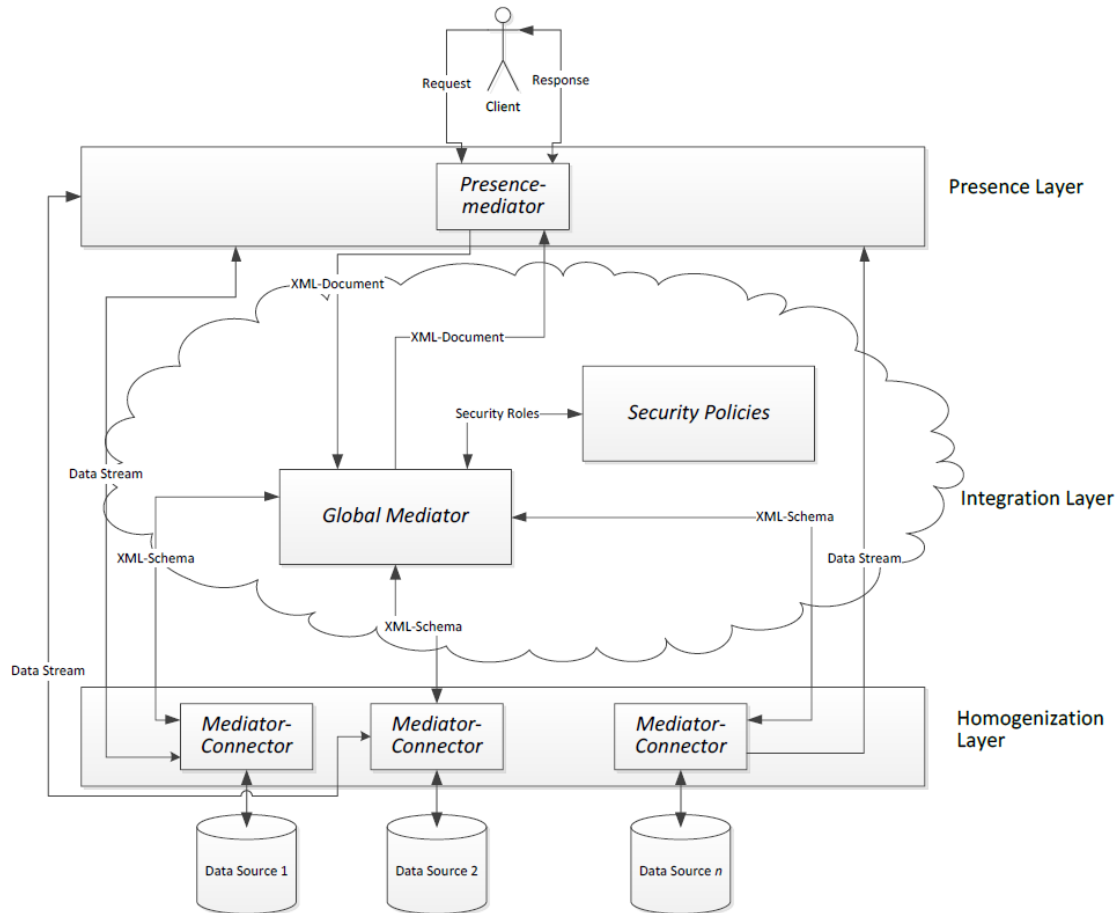 Request
Response
Client
Presence-
mediator
Presence Layer
XML-Document
XML-Document
Security Roles
Security Policies
Data Stream
Global Mediator
Integration Layer
XML-Schema
XML-Schema
Data Stream
XML-Schema
Data Stream
Mediator-
Connector
Mediator-
Connector
Mediator-
Connector
Homogenization
Layer
Data Source 1
Data Source 2
Data Source n